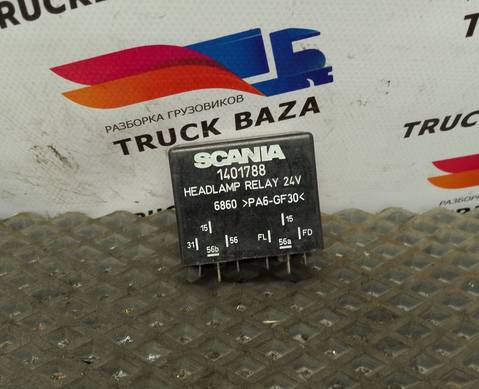 TRUCK
РАЗБОРКА ГРУЗОВИКОВ
TRUCK BAZA
TRUCK
SCANIA
1401788
HEADLAMP RELAY 24V
6860 >PA6-GF30<
15 15
31 56b 56 FL 56a FD